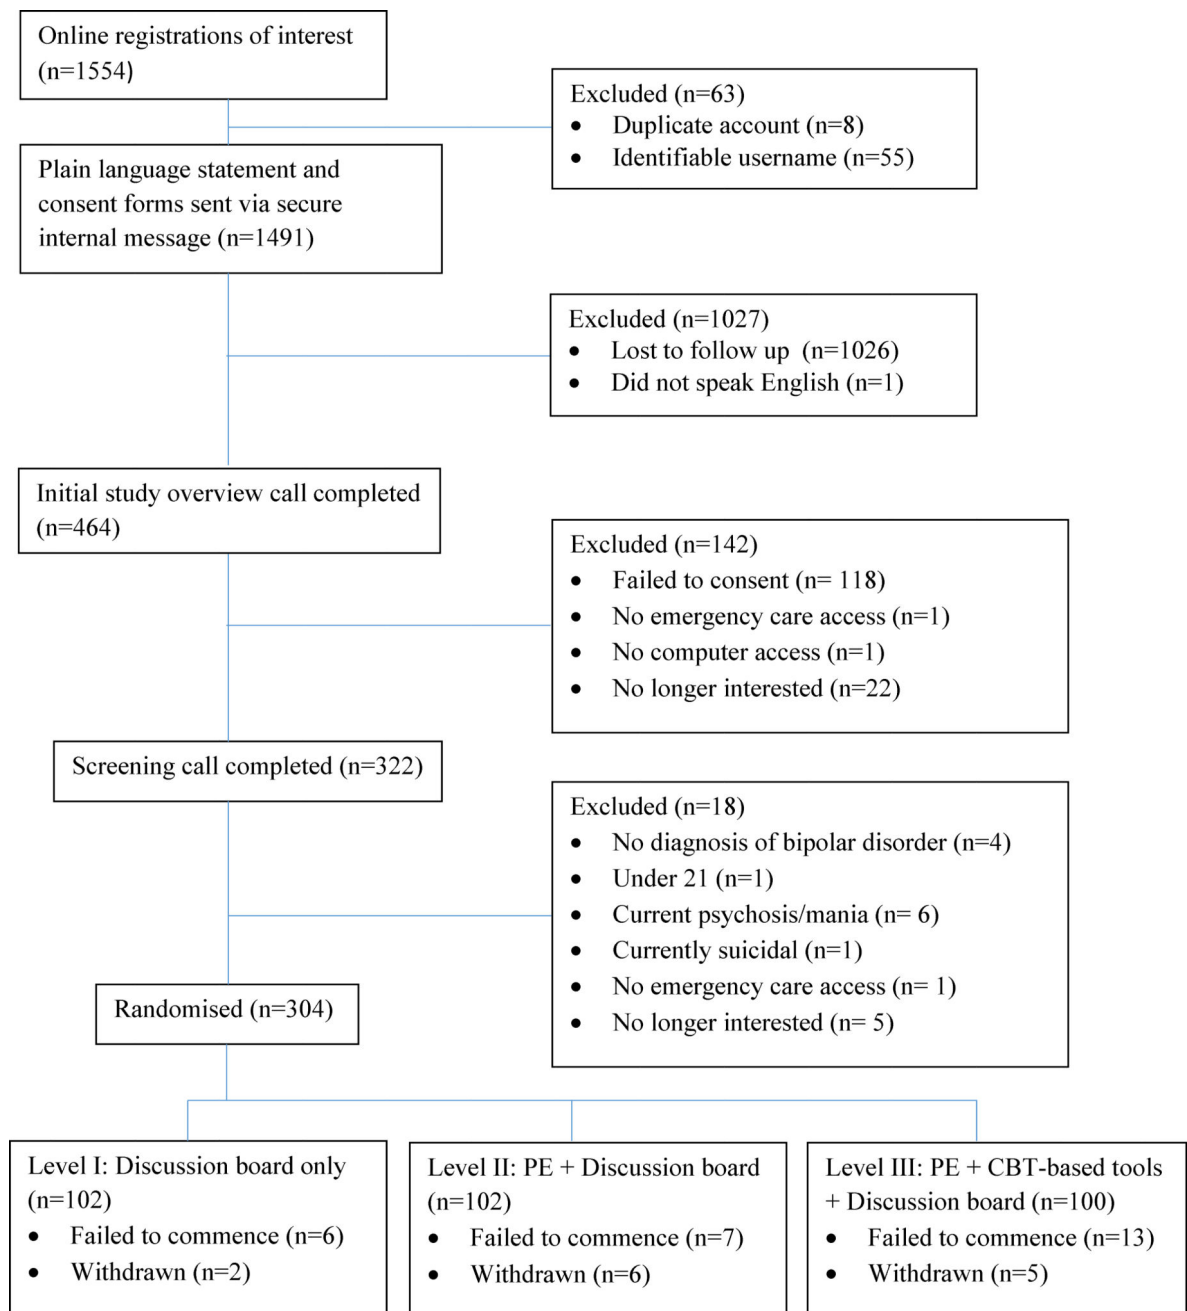 Online registrations of interest
(n=1554)
Excluded (n=63)
• Duplicate account (n=8)
• Identifiable username (n=55)
Plain language statement and
consent forms sent via secure
internal message (n=1491)
Excluded (n=1027)
• Lost to follow up (n=1026)
• Did not speak English (n=1)
Initial study overview call completed
(n=464)
Excluded (n=142)
• Failed to consent (n= 118)
• No emergency care access (n=1)
• No computer access (n=1)
• No longer interested (n=22)
Screening call completed (n=322)
Excluded (n=18)
• No diagnosis of bipolar disorder (n=4)
• Under 21 (n=1)
• Current psychosis/mania (n= 6)
• Currently suicidal (n=1)
• No emergency care access (n= 1)
• No longer interested (n= 5)
Randomised (n=304)
Level I: Discussion board only
(n=102)
• Failed to commence (n=6)
• Withdrawn (n=2)
Level II: PE + Discussion board
(n=102)
• Failed to commence (n=7)
• Withdrawn (n=6)
Level III: PE + CBT-based tools
+ Discussion board (n=100)
• Failed to commence (n=13)
• Withdrawn (n=5)